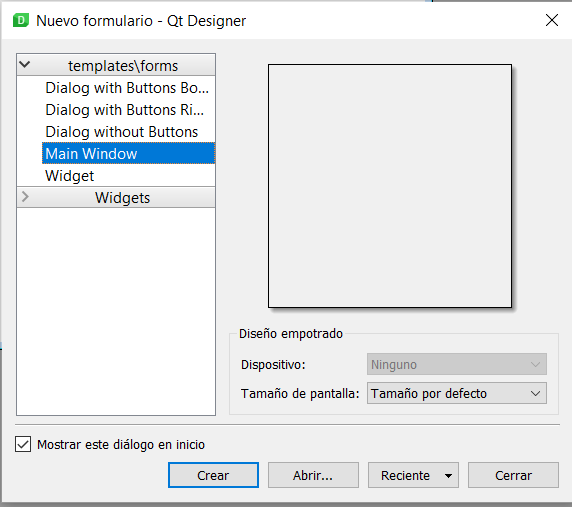 D Nuevo formulario - Qt Designer
templates\forms
Dialog with Buttons Bo...
Dialog with Buttons Ri...
Dialog without Buttons
Main Window
Widget
Widgets
Diseño empotrado
Dispositivo: Ninguno
Tamaño de pantalla: Tamaño por defecto
Mostrar este diálogo en inicio
Crear Abrir... Reciente Cerrar